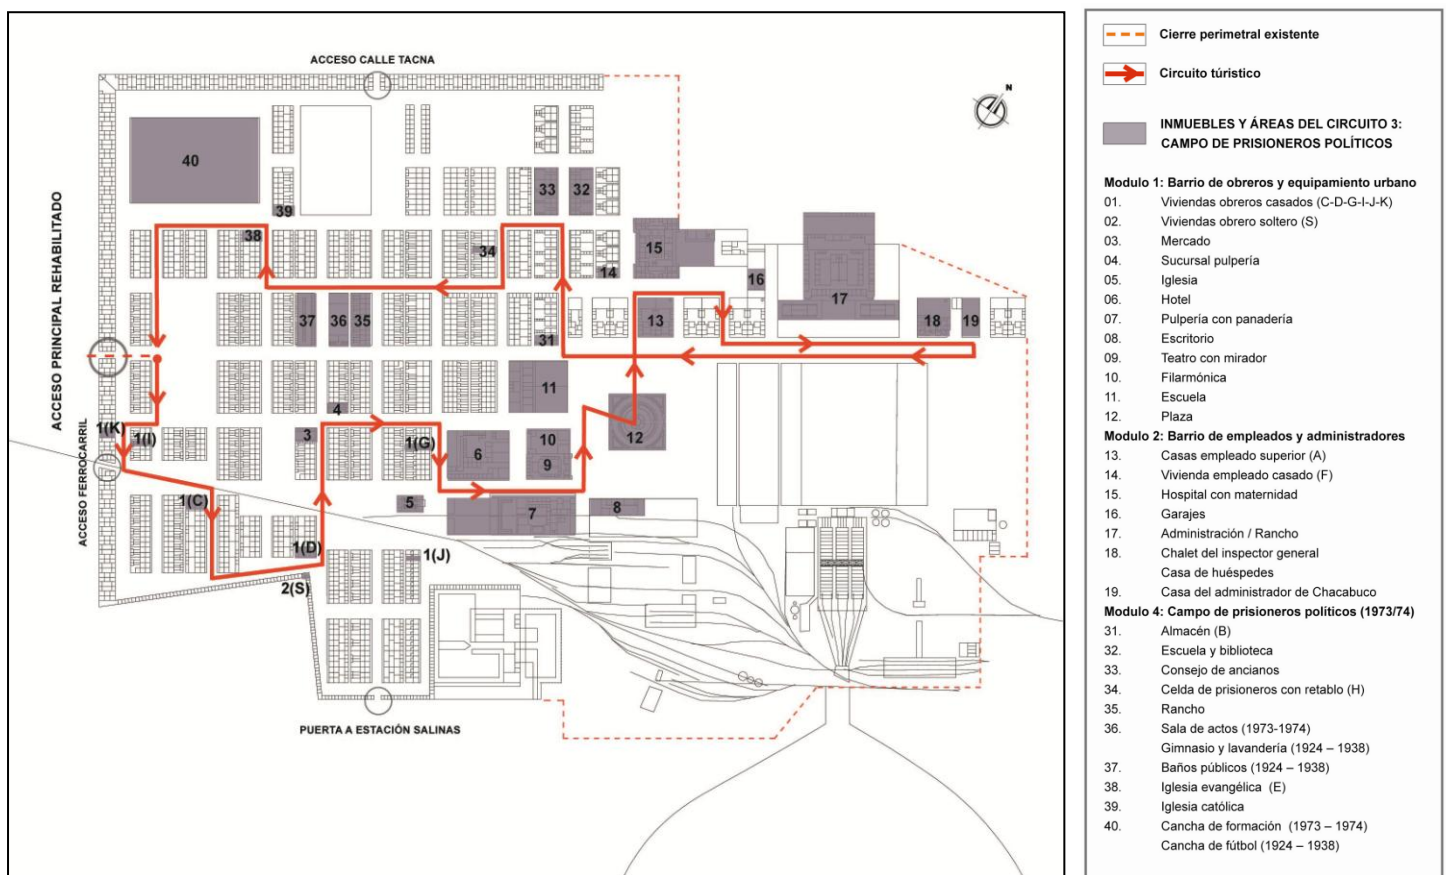 ACCESO CALLE TACNA
N
40
33
32
39
38
34
15
14
16
17
37
36
35
31
13
18
19
ACCESO PRINCIPAL REHABILITADO
11
4
12
1(K)
1(I)
3
1(G)
6
10
9
ACCESO FERROCARRIL
1(C)
5
7
8
1(D)
1(J)
2(S)
PUERTA A ESTACIÓN SALINAS
Cierre perimetral existente
Circuito túristico
INMUEBLES Y ÁREAS DEL CIRCUITO 3:
CAMPO DE PRISIONEROS POLÍTICOS
Modulo 1: Barrio de obreros y equipamiento urbano
01. Viviendas obreros casados (C-D-G-I-J-K)
02. Viviendas obrero soltero (S)
03. Mercado
04. Sucursal pulpería
05. Iglesia
06. Hotel
07. Pulpería con panadería
08. Escritorio
09. Teatro con mirador
10. Filarmónica
11. Escuela
12. Plaza
Modulo 2: Barrio de empleados y administradores
13. Casas empleado superior (A)
14. Vivienda empleado casado (F)
15. Hospital con maternidad
16. Garajes
17. Administración / Rancho
18. Chalet del inspector general
Casa de huéspedes
19. Casa del administrador de Chacabuco
Modulo 4: Campo de prisioneros políticos (1973/74)
31. Almacén (B)
32. Escuela y biblioteca
33. Consejo de ancianos
34. Celda de prisioneros con retablo (H)
35. Rancho
36. Sala de actos (1973-1974)
Gimnasio y lavandería (1924 – 1938)
37. Baños públicos (1924 – 1938)
38. Iglesia evangélica (E)
39. Iglesia católica
40. Cancha de formación (1973 – 1974)
Cancha de fútbol (1924 – 1938)